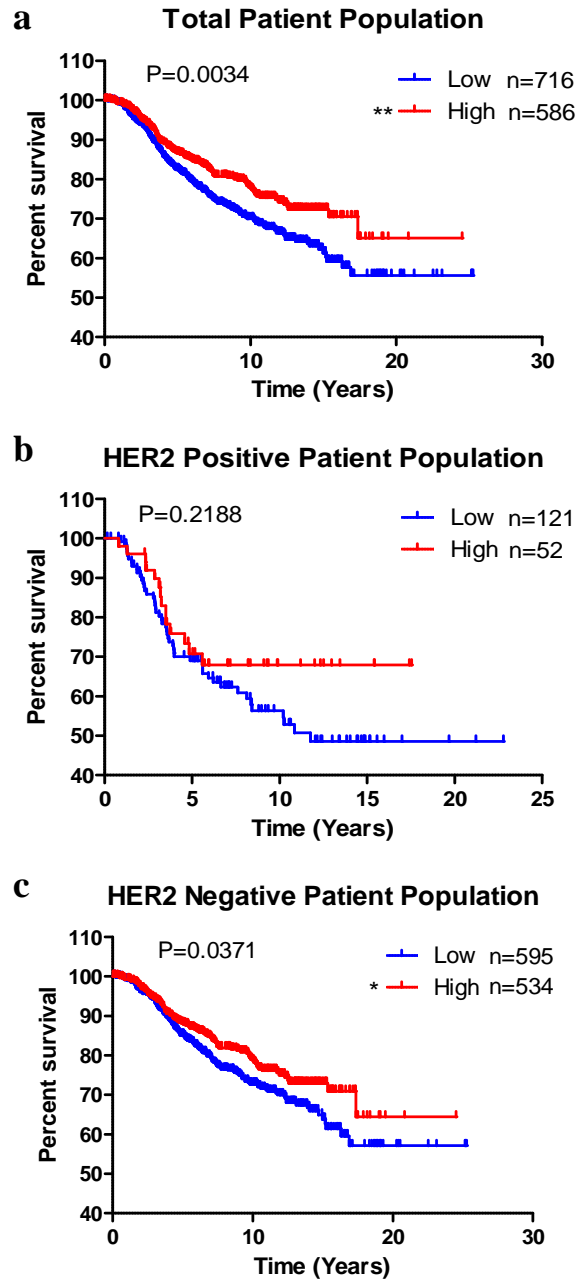 a
Total Patient Population
P=0.0034
Low n=716
** High n=586
Percent survival
110
100
90
80
70
60
50
40
0 10 20 30
Time (Years)
b
HER2 Positive Patient Population
P=0.2188
Low n=121
High n=52
Percent survival
110
100
90
80
70
60
50
40
0 5 10 15 20 25
Time (Years)
c
HER2 Negative Patient Population
P=0.0371
Low n=595
* High n=534
Percent survival
110
100
90
80
70
60
50
40
0 10 20 30
Time (Years)